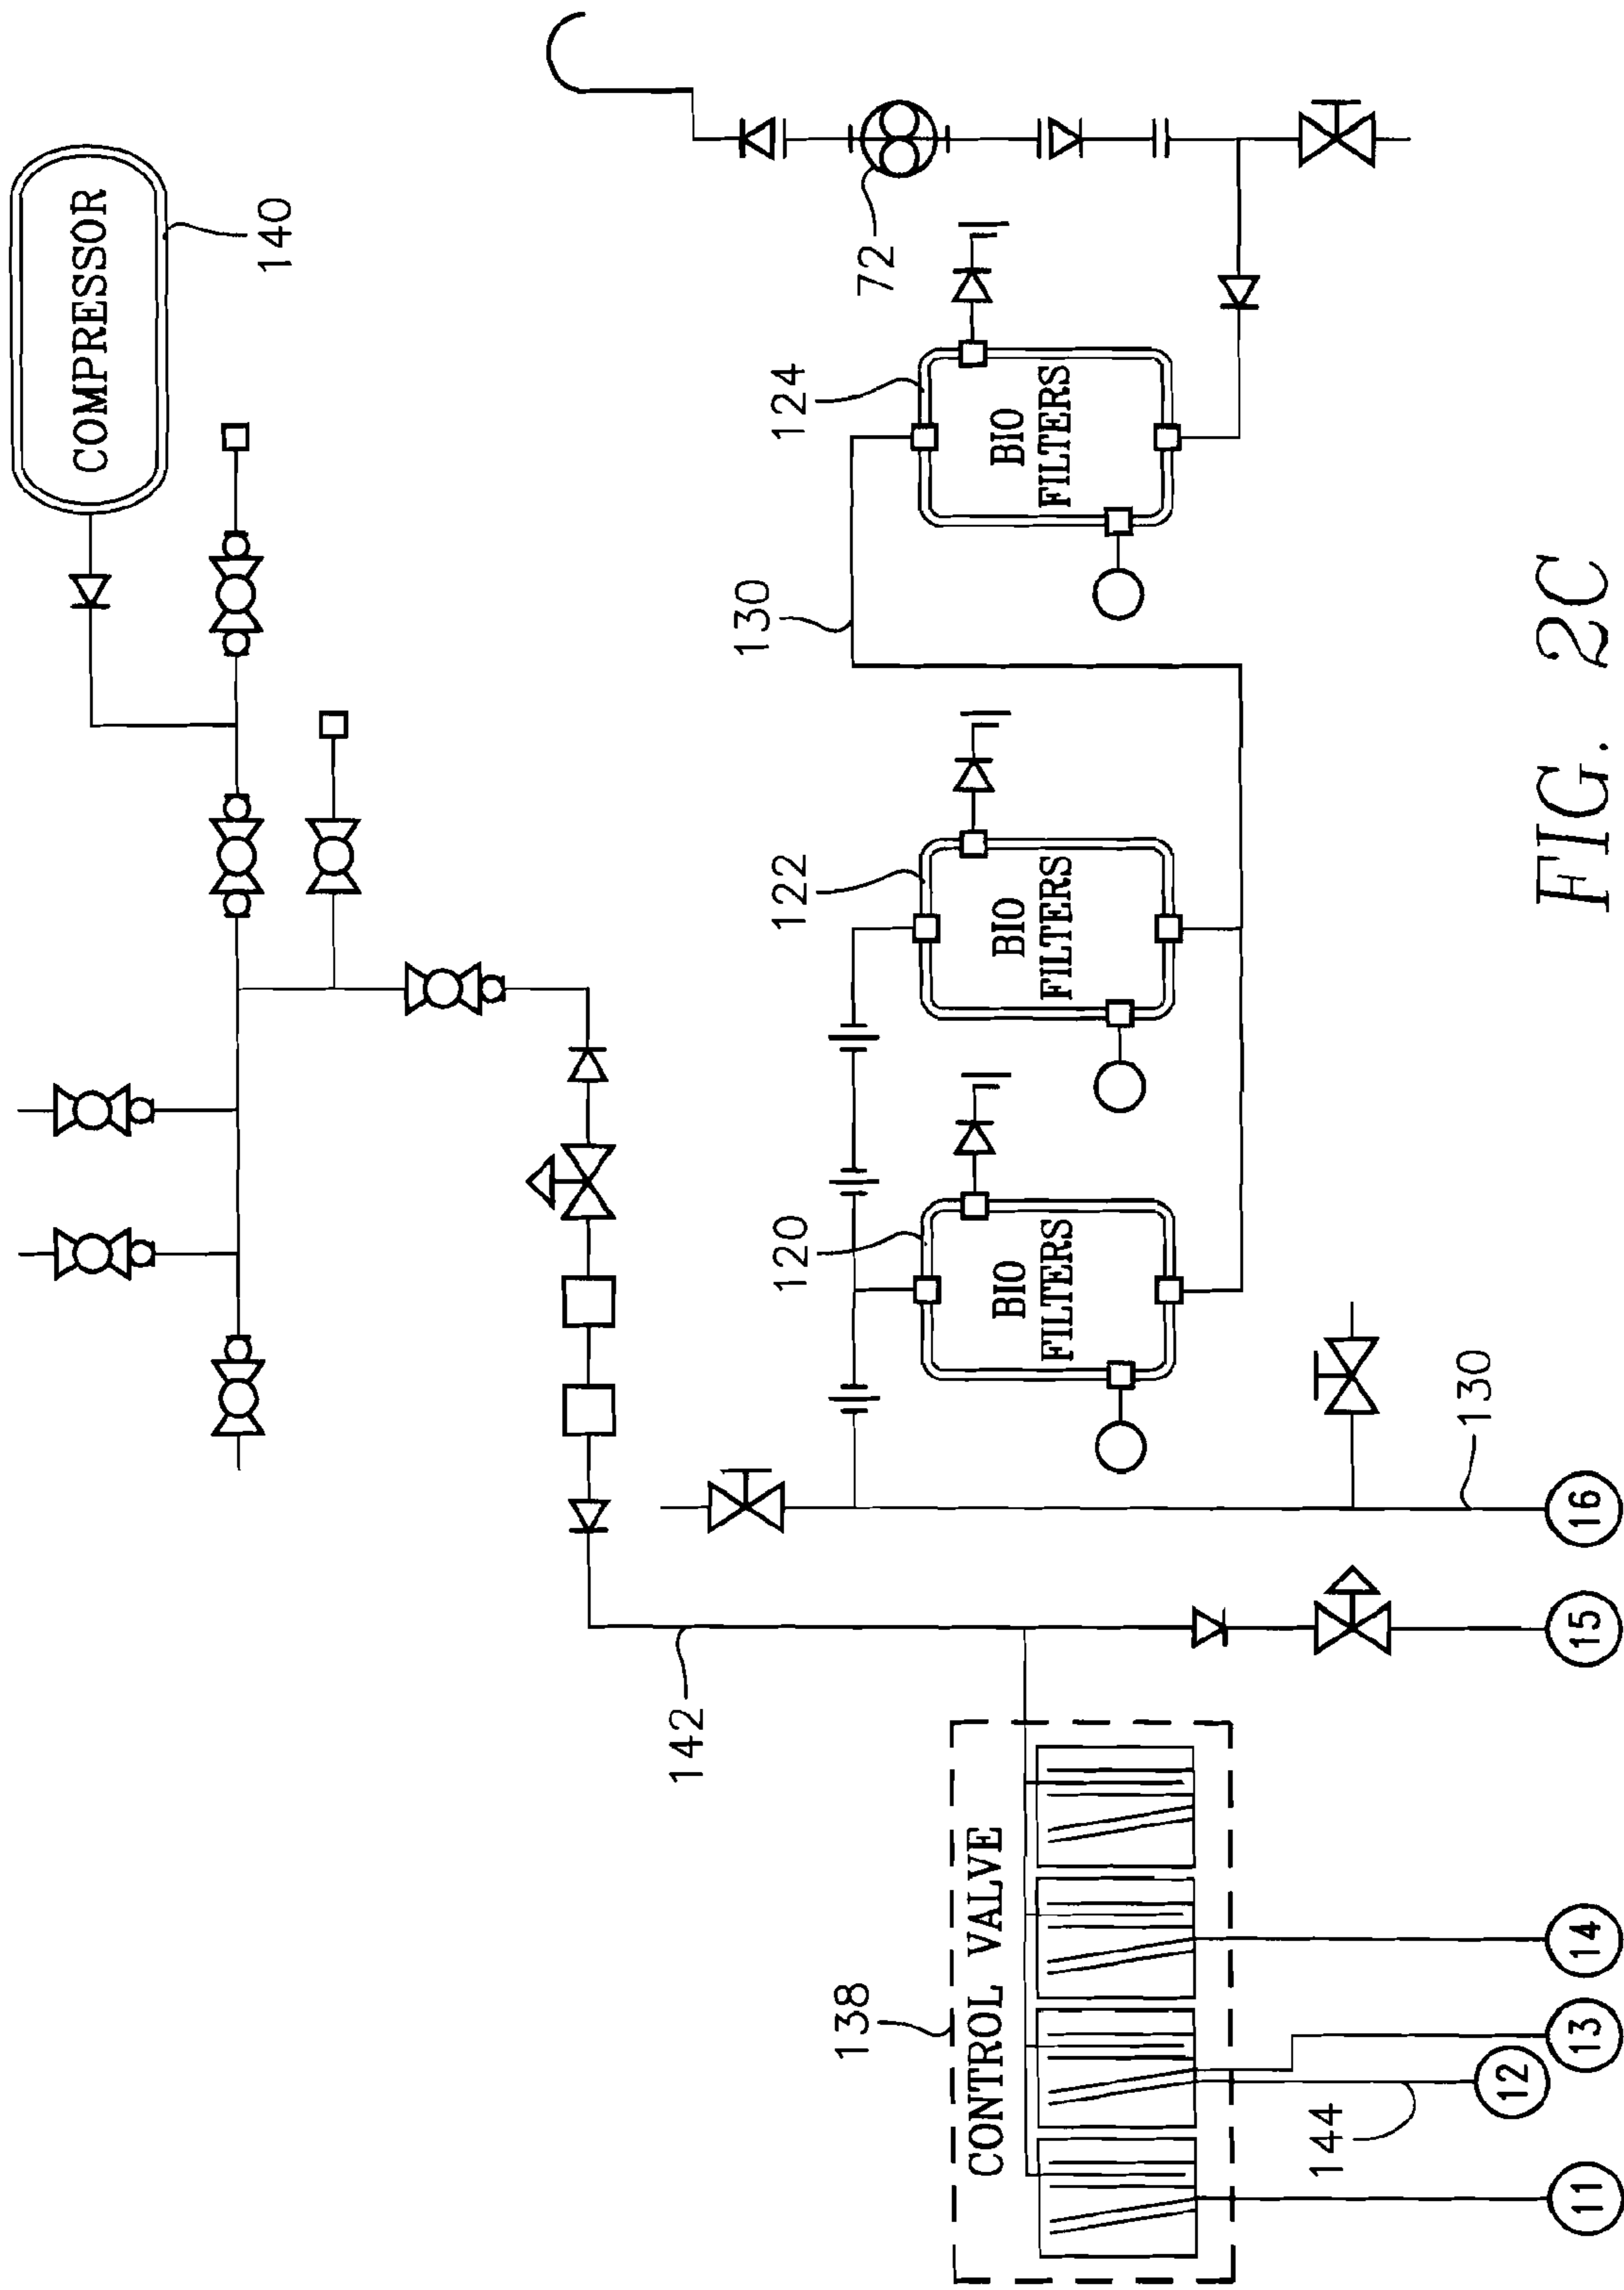 COMPRESSOR
140
72
124
BIO
FILTERS
130
122
BIO
FILTERS
120
BIO
FILTERS
130
142
138
CONTROL VALVE
144
11
12
13
14
15
16
FIG. 2C